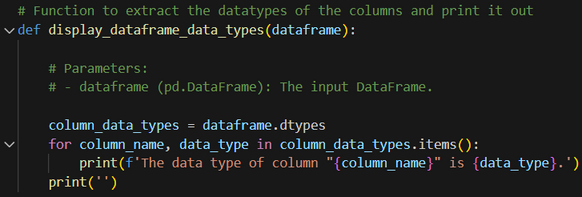 # Function to extract the datatypes of the columns and print it out
def display_dataframe_data_types(dataframe):
# Parameters:
# - dataframe (pd.DataFrame): The input DataFrame.
column_data_types = dataframe.dtypes
for column_name, data_type in column_data_types.items():
print(f'The data type of column "{column_name}" is {data_type}.')
print('')